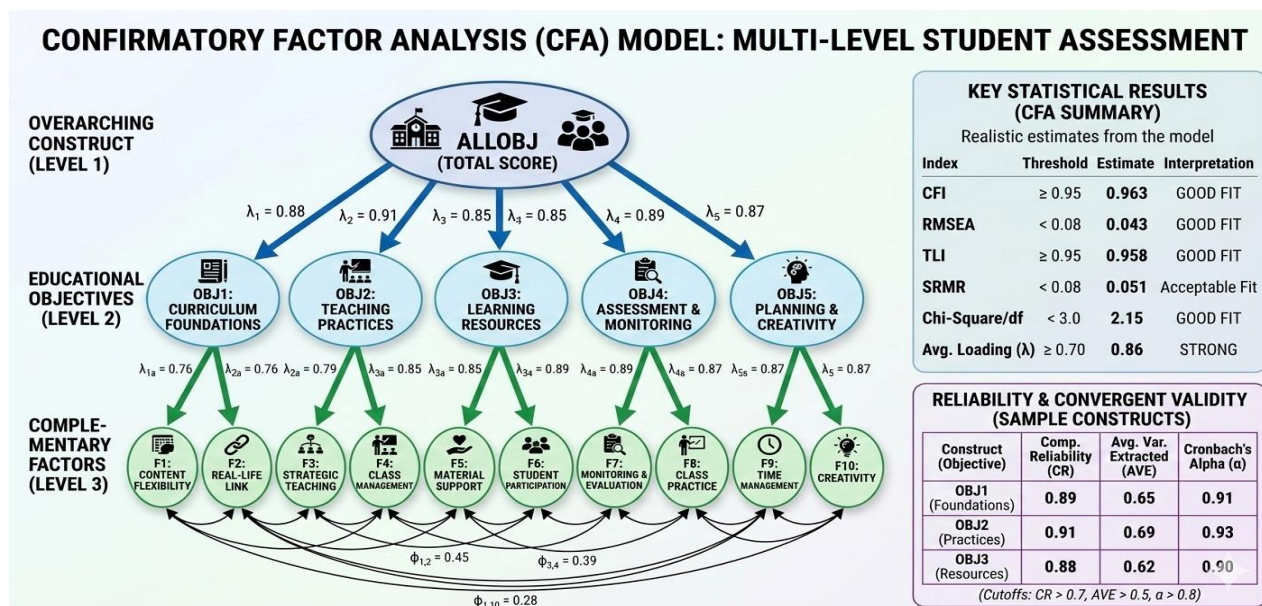 CONFIRMATORY FACTOR ANALYSIS (CFA) MODEL: MULTI-LEVEL STUDENT ASSESSMENT
OVERARCHING
CONSTRUCT
(LEVEL 1)
ALLOBJ
(TOTAL SCORE)
λ₁ = 0.88
λ₂ = 0.91
λ₃ = 0.85
λ₃ = 0.85
λ₄ = 0.89
λ₅ = 0.87
EDUCATIONAL
OBJECTIVES
(LEVEL 2)
OBJ1:
CURRICULUM
FOUNDATIONS
OBJ2:
TEACHING
PRACTICES
OBJ3:
LEARNING
RESOURCES
OBJ4:
ASSESSMENT &
MONITORING
OBJ5:
PLANNING &
CREATIVITY
λ₁ₐ = 0.76
λ₂ₐ = 0.76
λ₂ₐ = 0.79
λ₃ₐ = 0.85
λ₃ₐ = 0.85
λ₃₄ = 0.89
λ₄ₐ = 0.89
λ₄₈ = 0.87
λ₅ₛ = 0.87
λ₅ = 0.87
COMPLE-
MENTARY
FACTORS
(LEVEL 3)
F1:
CONTENT
FLEXIBILITY
F2:
REAL-LIFE
LINK
F3:
STRATEGIC
TEACHING
F4:
CLASS
MANAGEMENT
F5:
MATERIAL
SUPPORT
F6:
STUDENT
PARTICIPATION
F7:
MONITORING &
EVALUATION
F8:
CLASS
PRACTICE
F9:
TIME
MANAGEMENT
F10:
CREATIVITY
ϕ₁,₂ = 0.45
ϕ₃,₄ = 0.39
ϕ₁,₁₀ = 0.28
KEY STATISTICAL RESULTS
(CFA SUMMARY)
Realistic estimates from the model
Index Threshold Estimate Interpretation
CFI ≥ 0.95 0.963 GOOD FIT
RMSEA < 0.08 0.043 GOOD FIT
TLI ≥ 0.95 0.958 GOOD FIT
SRMR < 0.08 0.051 Acceptable Fit
Chi-Square/df < 3.0 2.15 GOOD FIT
Avg. Loading (λ) ≥ 0.70 0.86 STRONG
RELIABILITY & CONVERGENT VALIDITY
(SAMPLE CONSTRUCTS)
Construct
(Objective)
Comp.
Reliability
(CR)
Avg. Var.
Extracted
(AVE)
Cronbach's
Alpha (α)
OBJ1
(Foundations)
0.89 0.65 0.91
OBJ2
(Practices)
0.91 0.69 0.93
OBJ3
(Resources)
0.88 0.62 0.90
(Cutoffs: CR > 0.7, AVE > 0.5, α > 0.8)